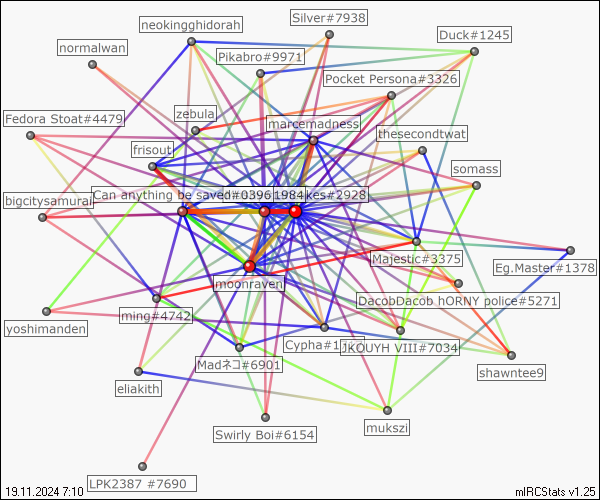 Silver#7938
neokingghidorah
Duck#1245
normalwan
Pikabro#9971
Pocket Persona#3326
zebula
Fedora Stoat#4479
marcemadness
thesecondtwat
frisout
somass
bigcitysamurai
Can anything be saved#0396
1984
kes#2928
Majestic#3375
Eg.Master#1378
moonraven
DacobDacob hORNY police#5271
yoshimanden
ming#4742
Cypha#1
JKOUYH VIII#7034
Madネコ#6901
shawntee9
eliakith
mukszi
Swirly Boi#6154
LPK2387 #7690
19.11.2024 7:10
mIRCStats v1.25